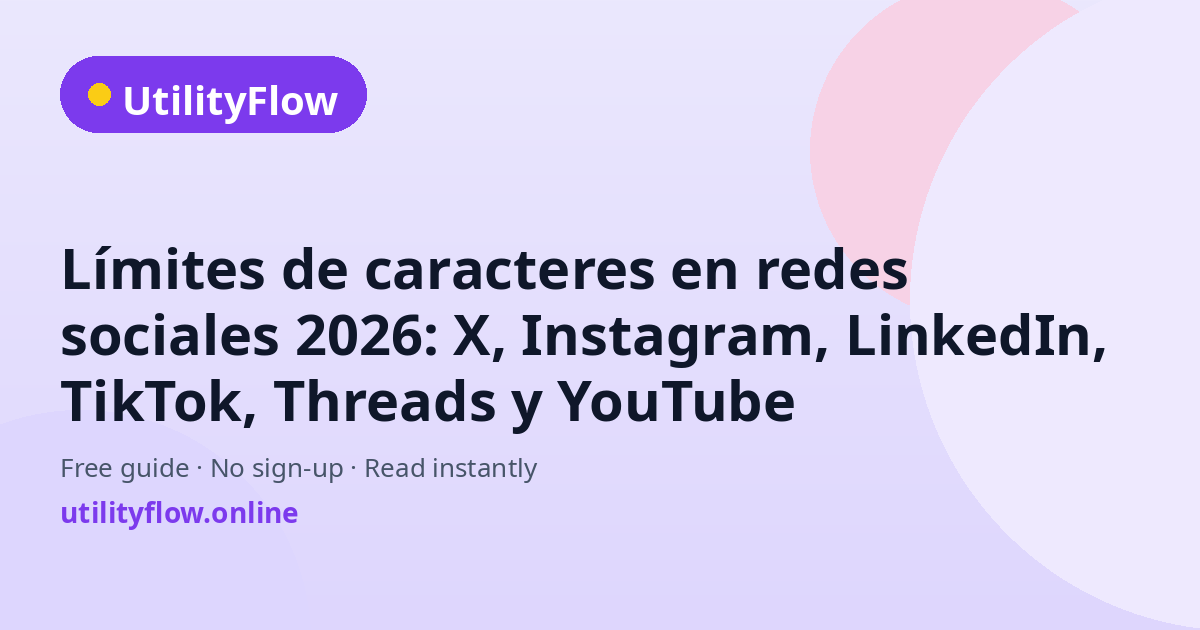 UtilityFlow
Límites de caracteres en redes
sociales 2026: X, Instagram, LinkedIn,
TikTok, Threads y YouTube
Free guide · No sign-up · Read instantly
utilityflow.online